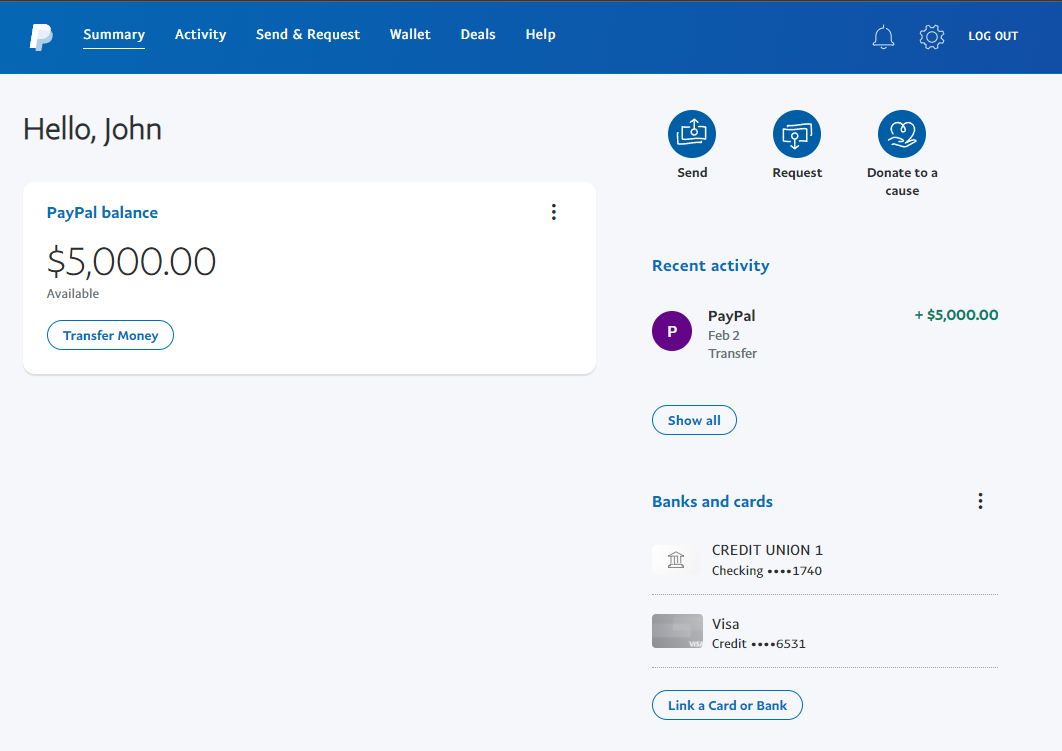 Summary Activity Send & Request Wallet Deals Help LOG OUT
Hello, John
PayPal balance
$5,000.00
Available
Transfer Money
Send
Request
Donate to a
cause
Recent activity
P
PayPal
+ $5,000.00
Feb 2
Transfer
Show all
Banks and cards
CREDIT UNION 1
Checking ••••1740
VISA
Visa
Credit ••••6531
Link a Card or Bank